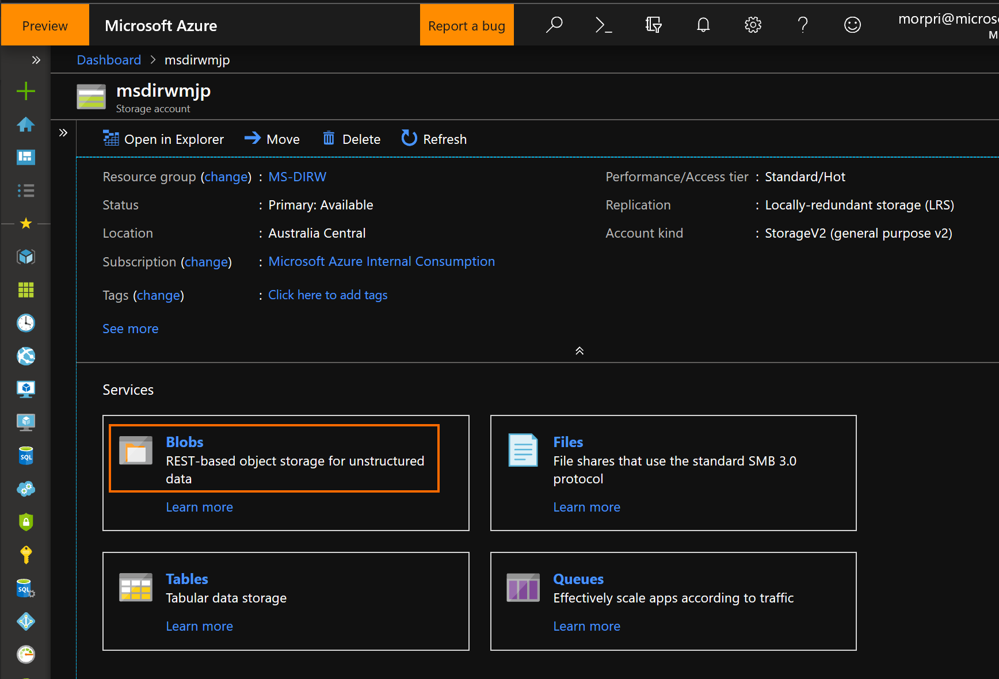 Preview
Microsoft Azure
Report a bug
morpri@micros
M
Dashboard > msdirwmjp
msdirwmjp
Storage account
Open in Explorer
Move
Delete
Refresh
Resource group (change) : MS-DIRW
Status : Primary: Available
Location : Australia Central
Subscription (change) : Microsoft Azure Internal Consumption
Tags (change) : Click here to add tags
See more
Performance/Access tier : Standard/Hot
Replication : Locally-redundant storage (LRS)
Account kind : StorageV2 (general purpose v2)
Services
Blobs
REST-based object storage for unstructured
data
Learn more
Files
File shares that use the standard SMB 3.0
protocol
Learn more
Tables
Tabular data storage
Learn more
Queues
Effectively scale apps according to traffic
Learn more
SQL
SQL